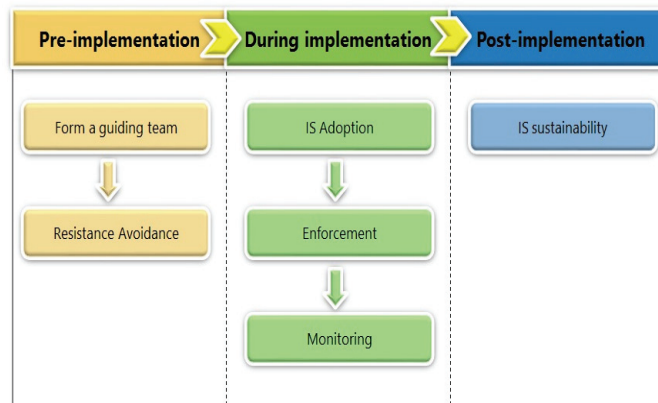 Pre-implementation
During implementation
Post-implementation
Form a guiding team
IS Adoption
IS sustainability
Resistance Avoidance
Enforcement
Monitoring